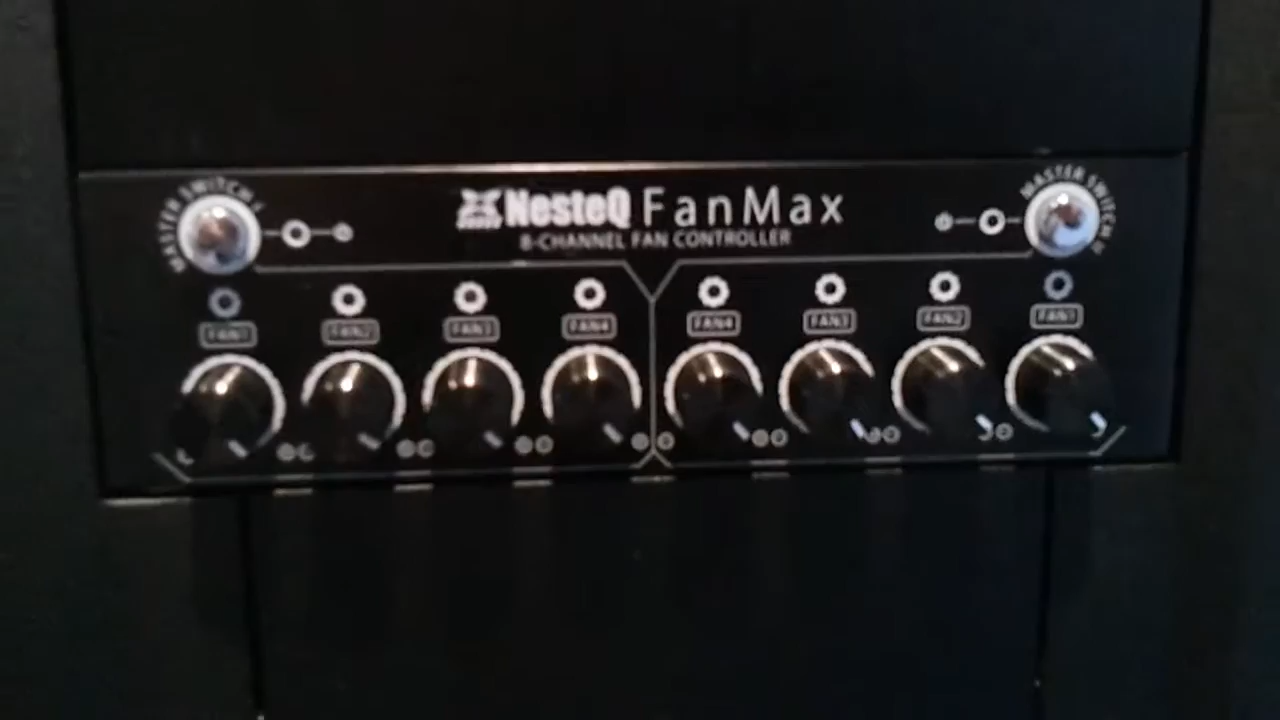 MASTER SWITCH I
NesteQ FanMax
MASTER SWITCH II
8-CHANNEL FAN CONTROLLER
FAN1 FAN2 FAN3 FAN4 FAN4 FAN3 FAN2 FAN1